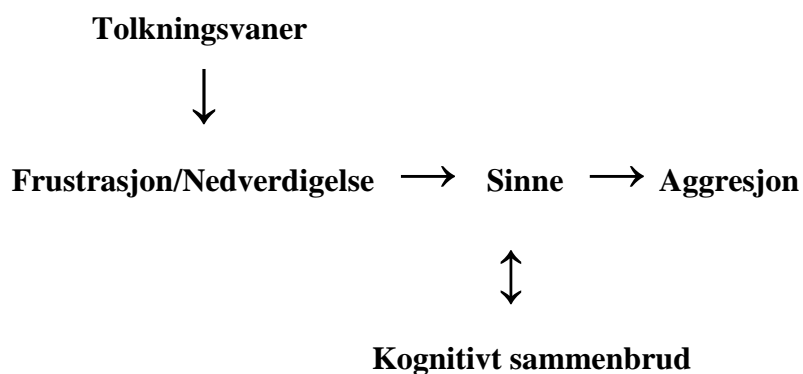 Tolkningsvaner
Frustrasjon/Nedverdigelse → Sinne → Aggresjon
Kognitivt sammenbrud